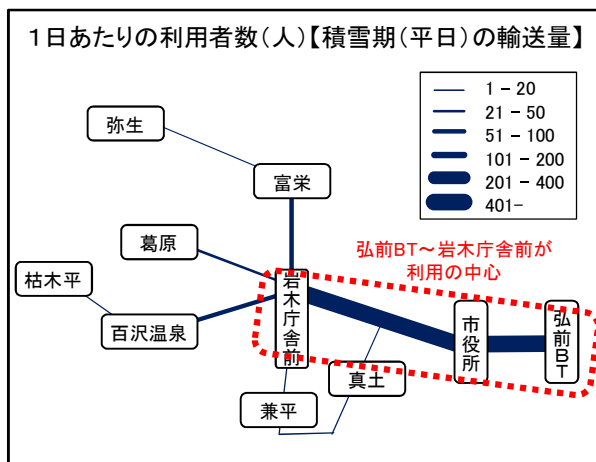 1日あたりの利用者数(人)【積雪期(平日)の輸送量】
1 - 20
21 - 50
51 - 100
101 - 200
201 - 400
401-
弥生
富栄
葛原
枯木平
百沢温泉
岩木庁舎前
弘前BT~岩木庁舎前が
利用の中心
市役所
弘前BT
真土
兼平